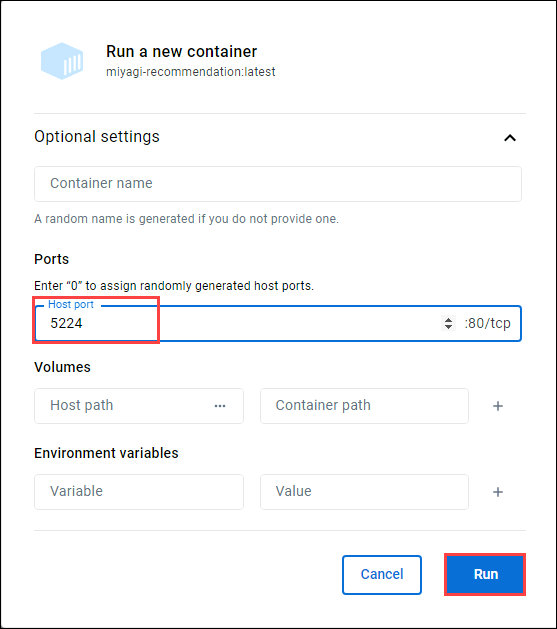 Run a new container
miyagi-recommendation:latest
Optional settings
Container name
A random name is generated if you do not provide one.
Ports
Enter “0” to assign randomly generated host ports.
Host port
5224 :80/tcp
Volumes
Host path ··· Container path +
Environment variables
Variable Value +
Cancel Run